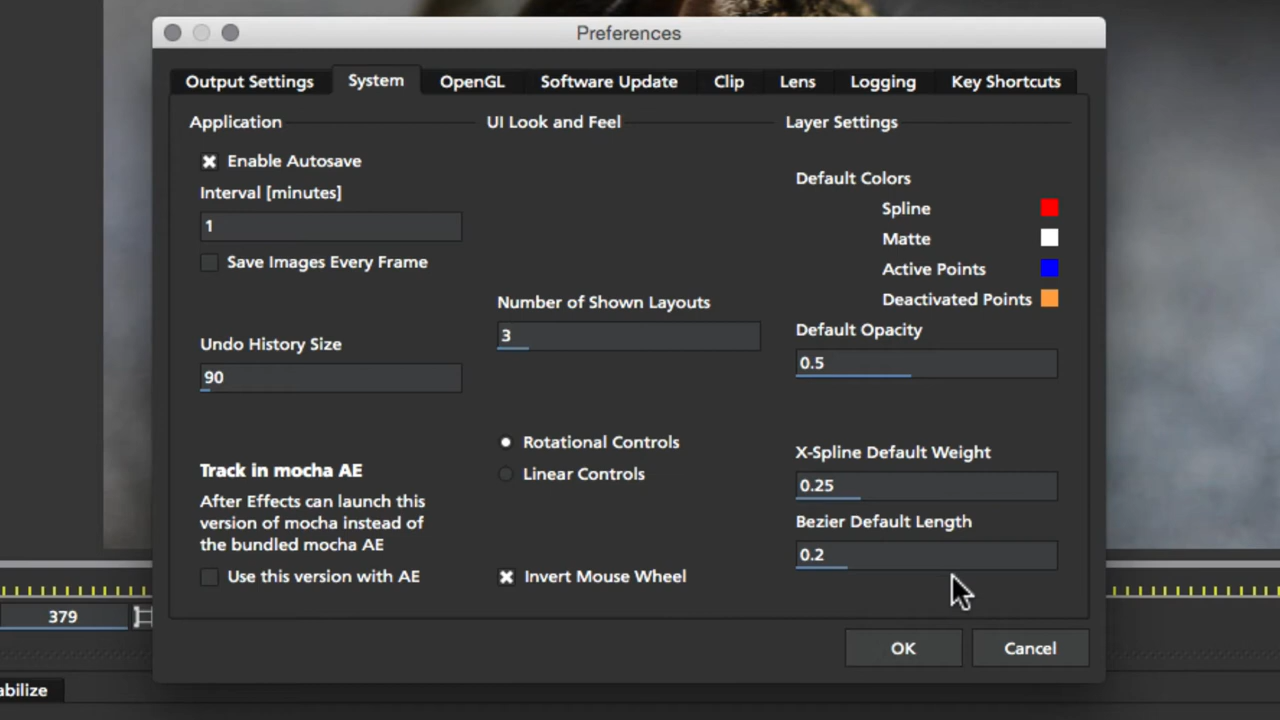 Preferences
Output Settings
System
OpenGL
Software Update
Clip
Lens
Logging
Key Shortcuts
Application
Enable Autosave
Interval [minutes]
1
Save Images Every Frame
Undo History Size
90
Track in mocha AE
After Effects can launch this
version of mocha instead of
the bundled mocha AE
Use this version with AE
UI Look and Feel
Number of Shown Layouts
3
Rotational Controls
Linear Controls
Invert Mouse Wheel
Layer Settings
Default Colors
Spline
Matte
Active Points
Deactivated Points
Default Opacity
0.5
X-Spline Default Weight
0.25
Bezier Default Length
0.2
OK
Cancel
379
abilize